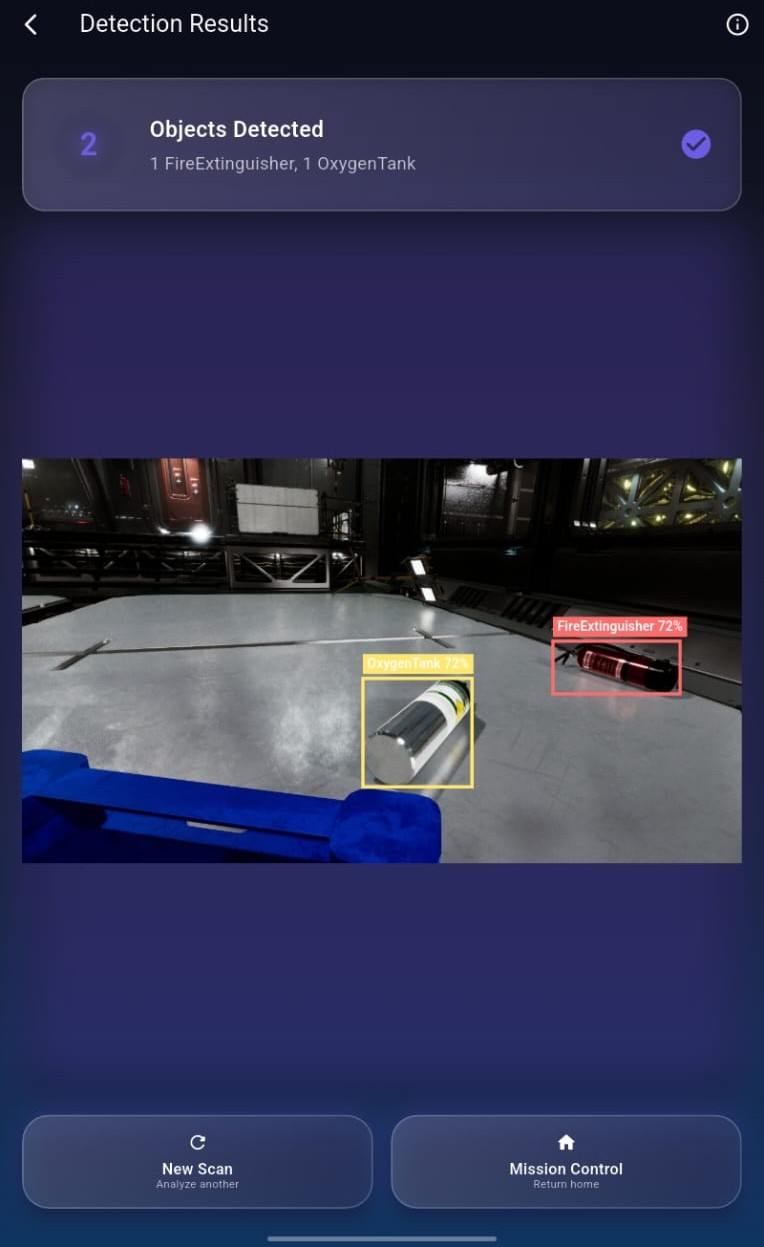 Detection Results
2
Objects Detected
1 FireExtinguisher, 1 OxygenTank
FireExtinguisher 72%
OxygenTank 72%
New Scan
Analyze another
Mission Control
Return home